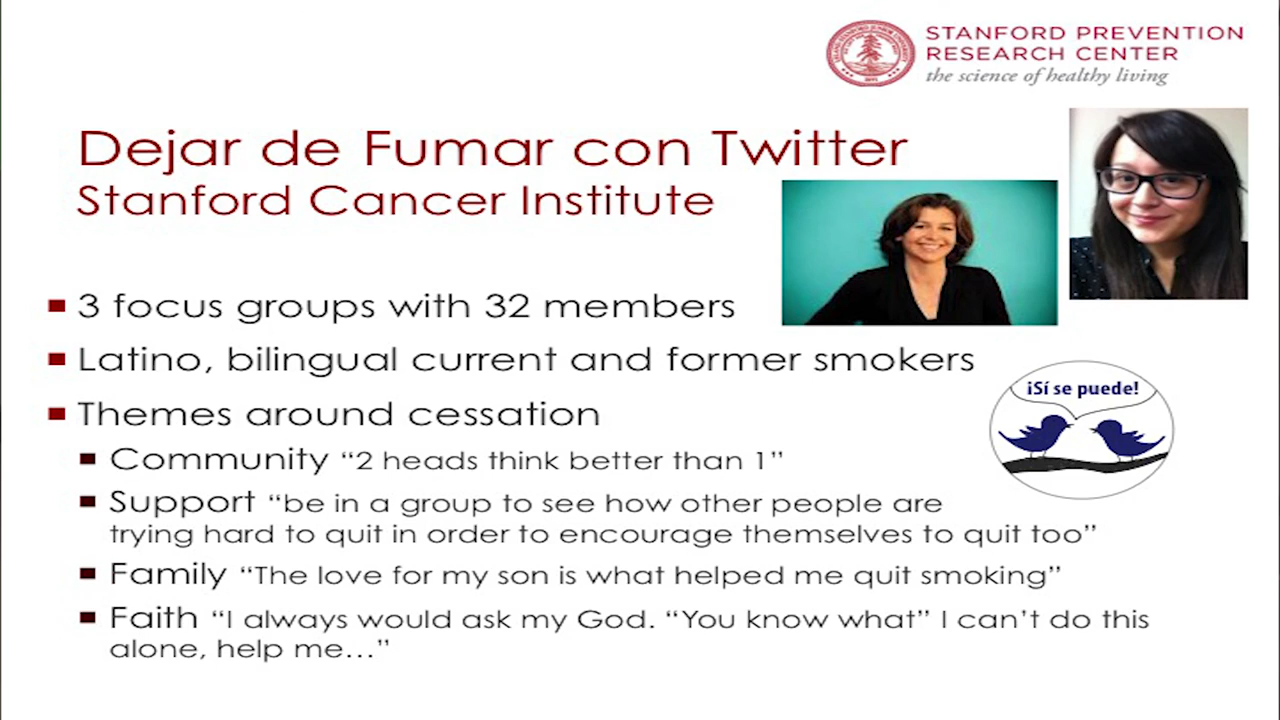 STANFORD PREVENTION
RESEARCH CENTER
the science of healthy living
Dejar de Fumar con Twitter
Stanford Cancer Institute
3 focus groups with 32 members
Latino, bilingual current and former smokers
¡Sí se puede!
Themes around cessation
Community “2 heads think better than 1”
Support “be in a group to see how other people are
trying hard to quit in order to encourage themselves to quit too”
Family “The love for my son is what helped me quit smoking”
Faith “I always would ask my God. “You know what” I can’t do this
alone, help me…”